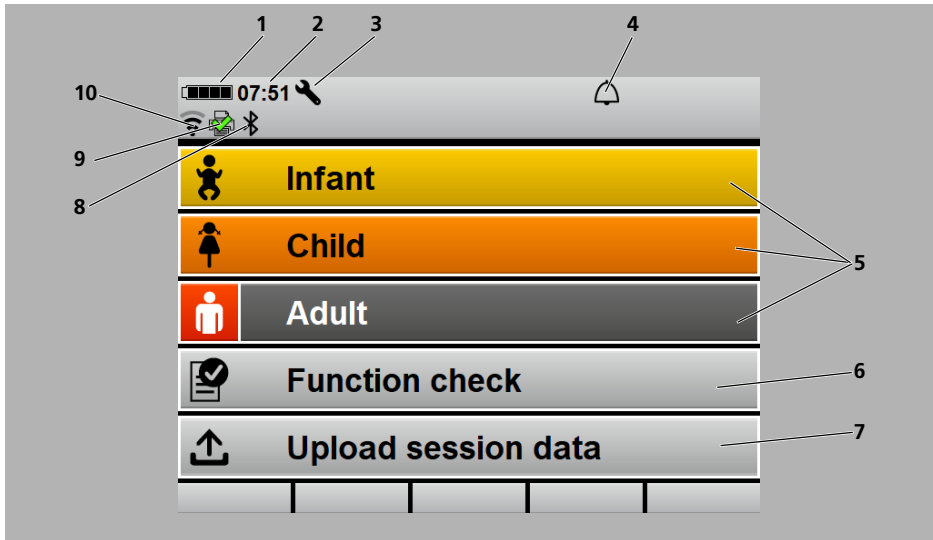 1 2 3 4
10 07:51
9
8
Infant
Child
5
Adult
Function check
6
Upload session data
7